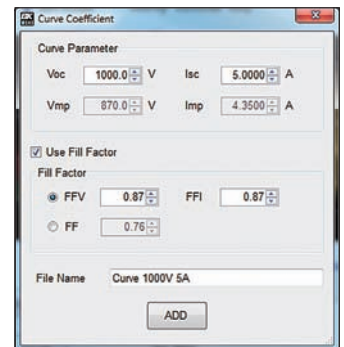 Curve Coefficient
Curve Parameter
Voc 1000.0 V Isc 5.0000 A
Vmp 870.0 V Imp 4.3500 A
Use Fill Factor
Fill Factor
FFV 0.87 FFI 0.87
FF 0.76
File Name Curve 1000V 5A
ADD